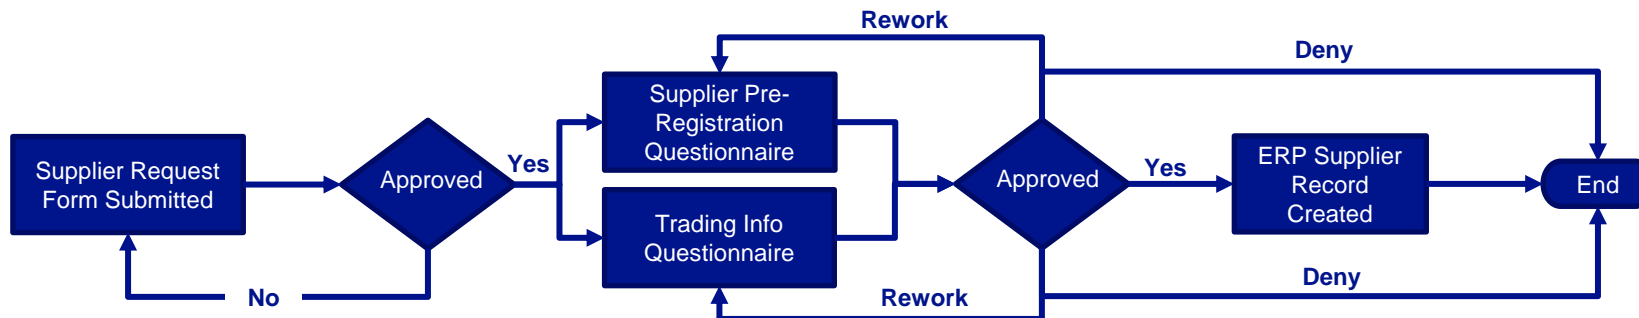 Rework
Deny
Supplier Pre-
Registration
Questionnaire
Supplier Request
Form Submitted
Approved
Yes
Trading Info
Questionnaire
Approved
Yes
ERP Supplier
Record
Created
End
No
Rework
Deny